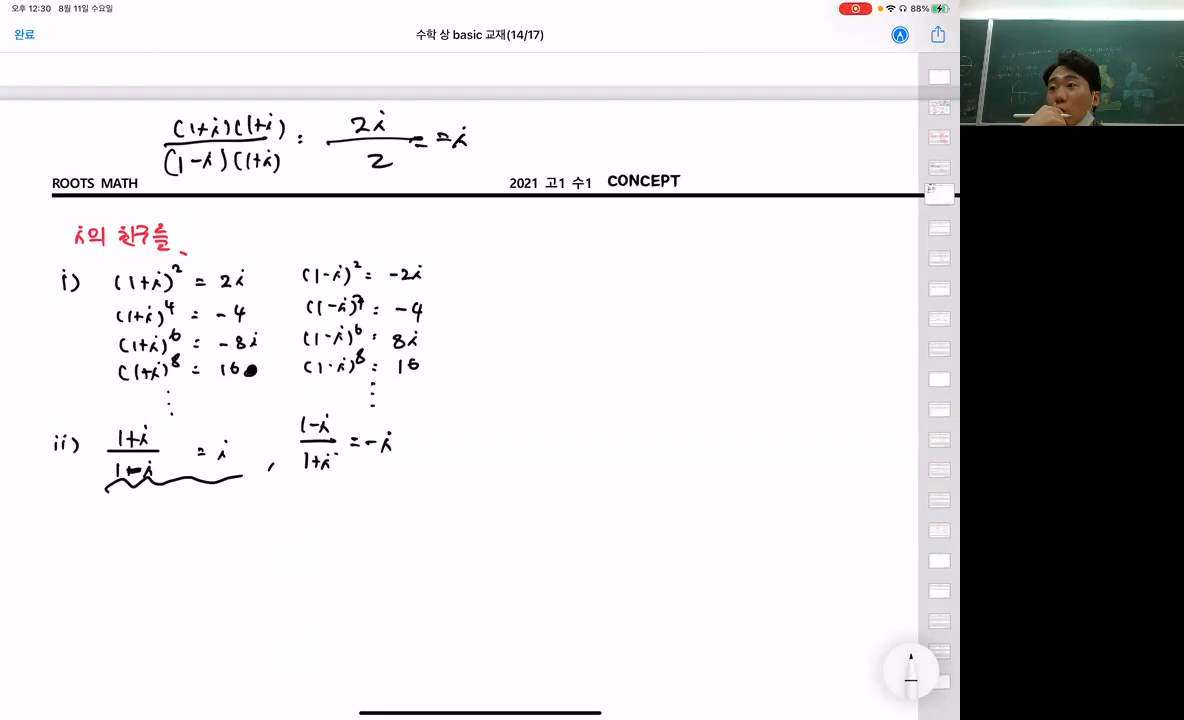 오후 12:30 8월 11일 수요일 88%
완료 수학 상 basic 교재(14/17)
(1+i)(1+i) / (1-i)(1+i) = 2i / 2 = = i
ROOTS MATH 2021 고1 수1 CONCEPT
i의 친구들
i) (1+i)^2 = 2i (1-i)^2 = -2i
(1+i)^4 = -4 (1-i)^4 = -4
(1+i)^6 = -8i (1-i)^6 = 8i
(1+i)^8 = 16 (1-i)^8 = 16
⋮ ⋮
ii) 1+i / 1-i = i , 1-i / 1+i = -i